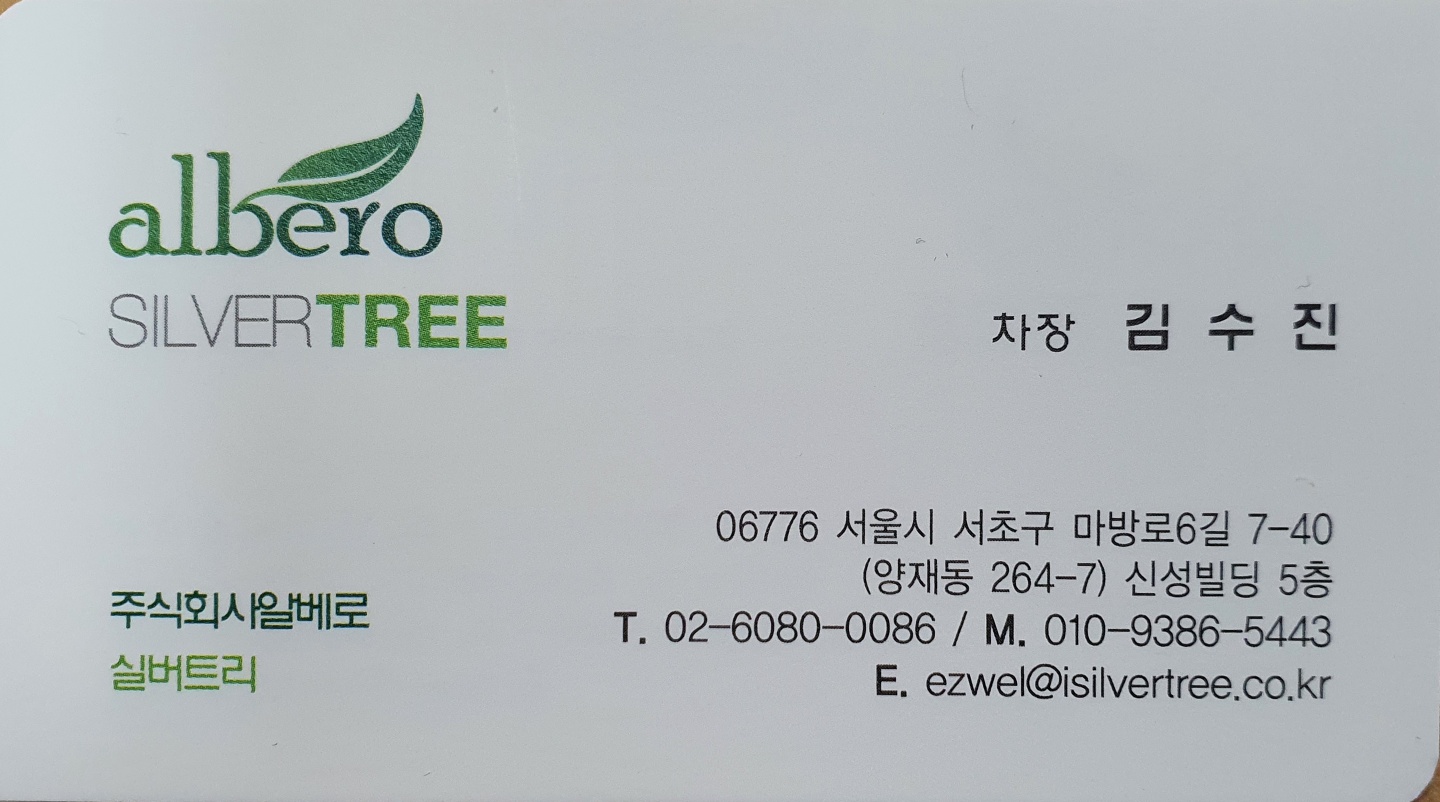 albero
SILVERTREE
차장 김수진
06776 서울시 서초구 마방로6길 7-40
(양재동 264-7) 신성빌딩 5층
T. 02-6080-0086 / M. 010-9386-5443
E. ezwel@isilvertree.co.kr
주식회사알베로
실버트리